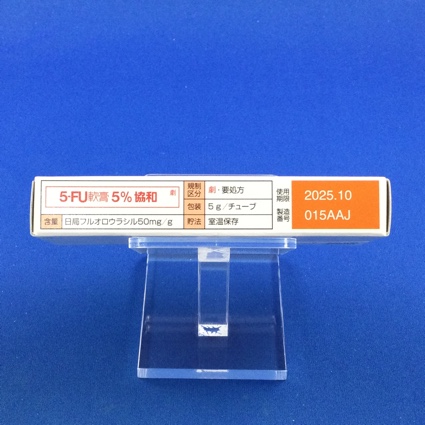 5-FU軟膏5%協和 劇
含量 日局フルオロウラシル50mg/g
規制区分 劇・要処方
包装 5g/チューブ
貯法 室温保存
使用期限 2025.10
製造番号 015AAJ